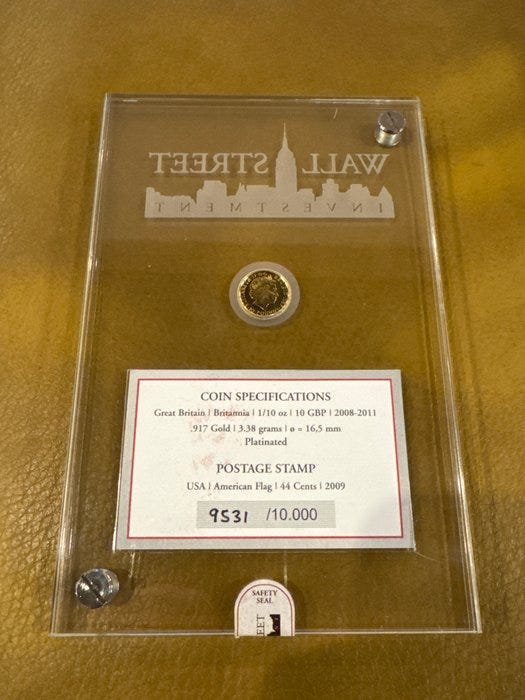 WALL STREET
INVESTMENT
COIN SPECIFICATIONS
Great Britain | Britannia | 1/10 oz | 10 GBP | 2008-2011
.917 Gold | 3.38 grams | ø = 16,5 mm
Platinated
POSTAGE STAMP
USA | American Flag | 44 Cents | 2009
9531 /10.000
SAFETY
SEAL
EET